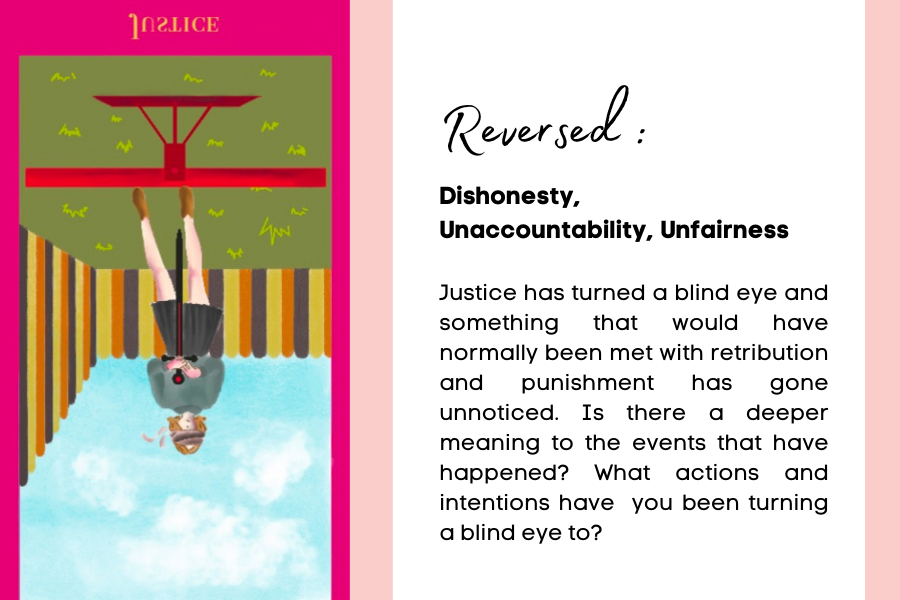 Justice
Reversed :
Dishonesty,
Unaccountability, Unfairness
Justice has turned a blind eye and
something that would have
normally been met with retribution
and punishment has gone
unnoticed. Is there a deeper
meaning to the events that have
happened? What actions and
intentions have you been turning
a blind eye to?